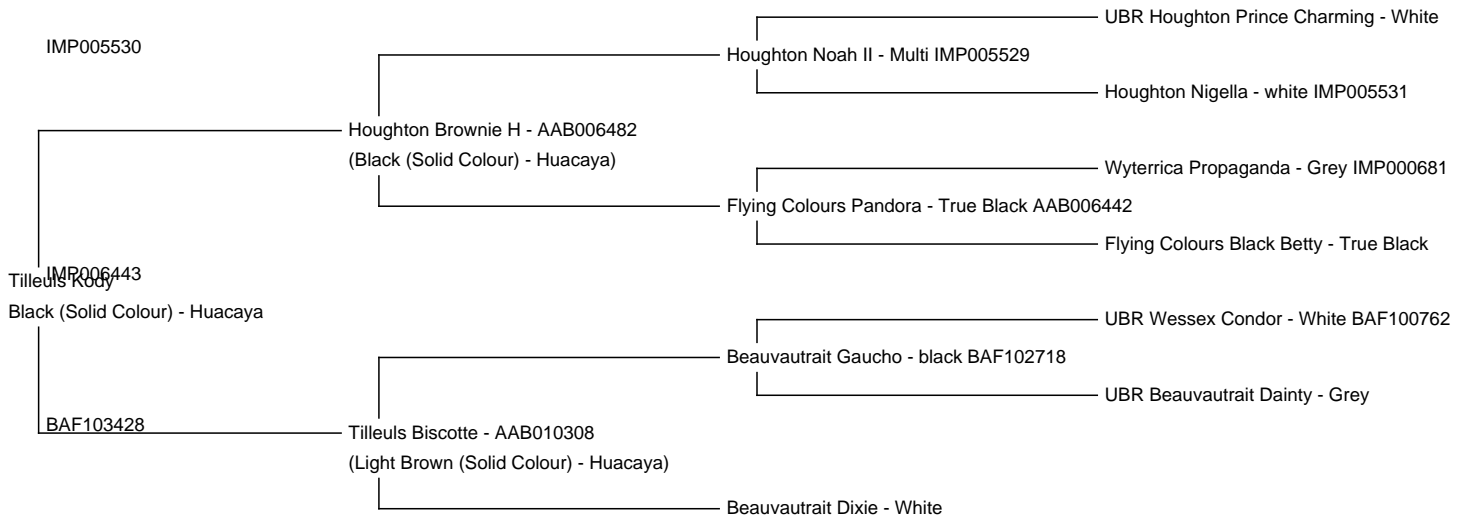 UBR Houghton Prince Charming - White
IMP005530
Houghton Noah II - Multi IMP005529
Houghton Nigella - white IMP005531
Houghton Brownie H - AAB006482
(Black (Solid Colour) - Huacaya)
Wyterrica Propaganda - Grey IMP000681
Flying Colours Pandora - True Black AAB006442
Flying Colours Black Betty - True Black
IMP006443
Tilleuls Kody
Black (Solid Colour) - Huacaya
UBR Wessex Condor - White BAF100762
Beauvautrait Gaucho - black BAF102718
UBR Beauvautrait Dainty - Grey
BAF103428
Tilleuls Biscotte - AAB010308
(Light Brown (Solid Colour) - Huacaya)
Beauvautrait Dixie - White